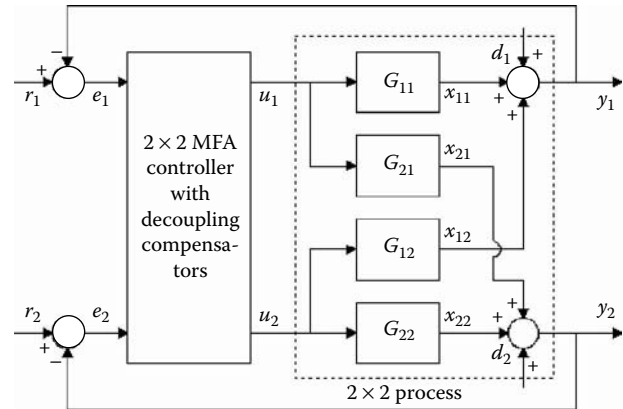 −
d₁
+
+
r₁
e₁
u₁
G₁₁
x₁₁
+
+
y₁
2 × 2 MFA
controller
with
decoupling
compensa-
tors
G₂₁
x₂₁
G₁₂
x₁₂
r₂
e₂
u₂
G₂₂
x₂₂
+
+
y₂
+
−
d₂
+
2 × 2 process